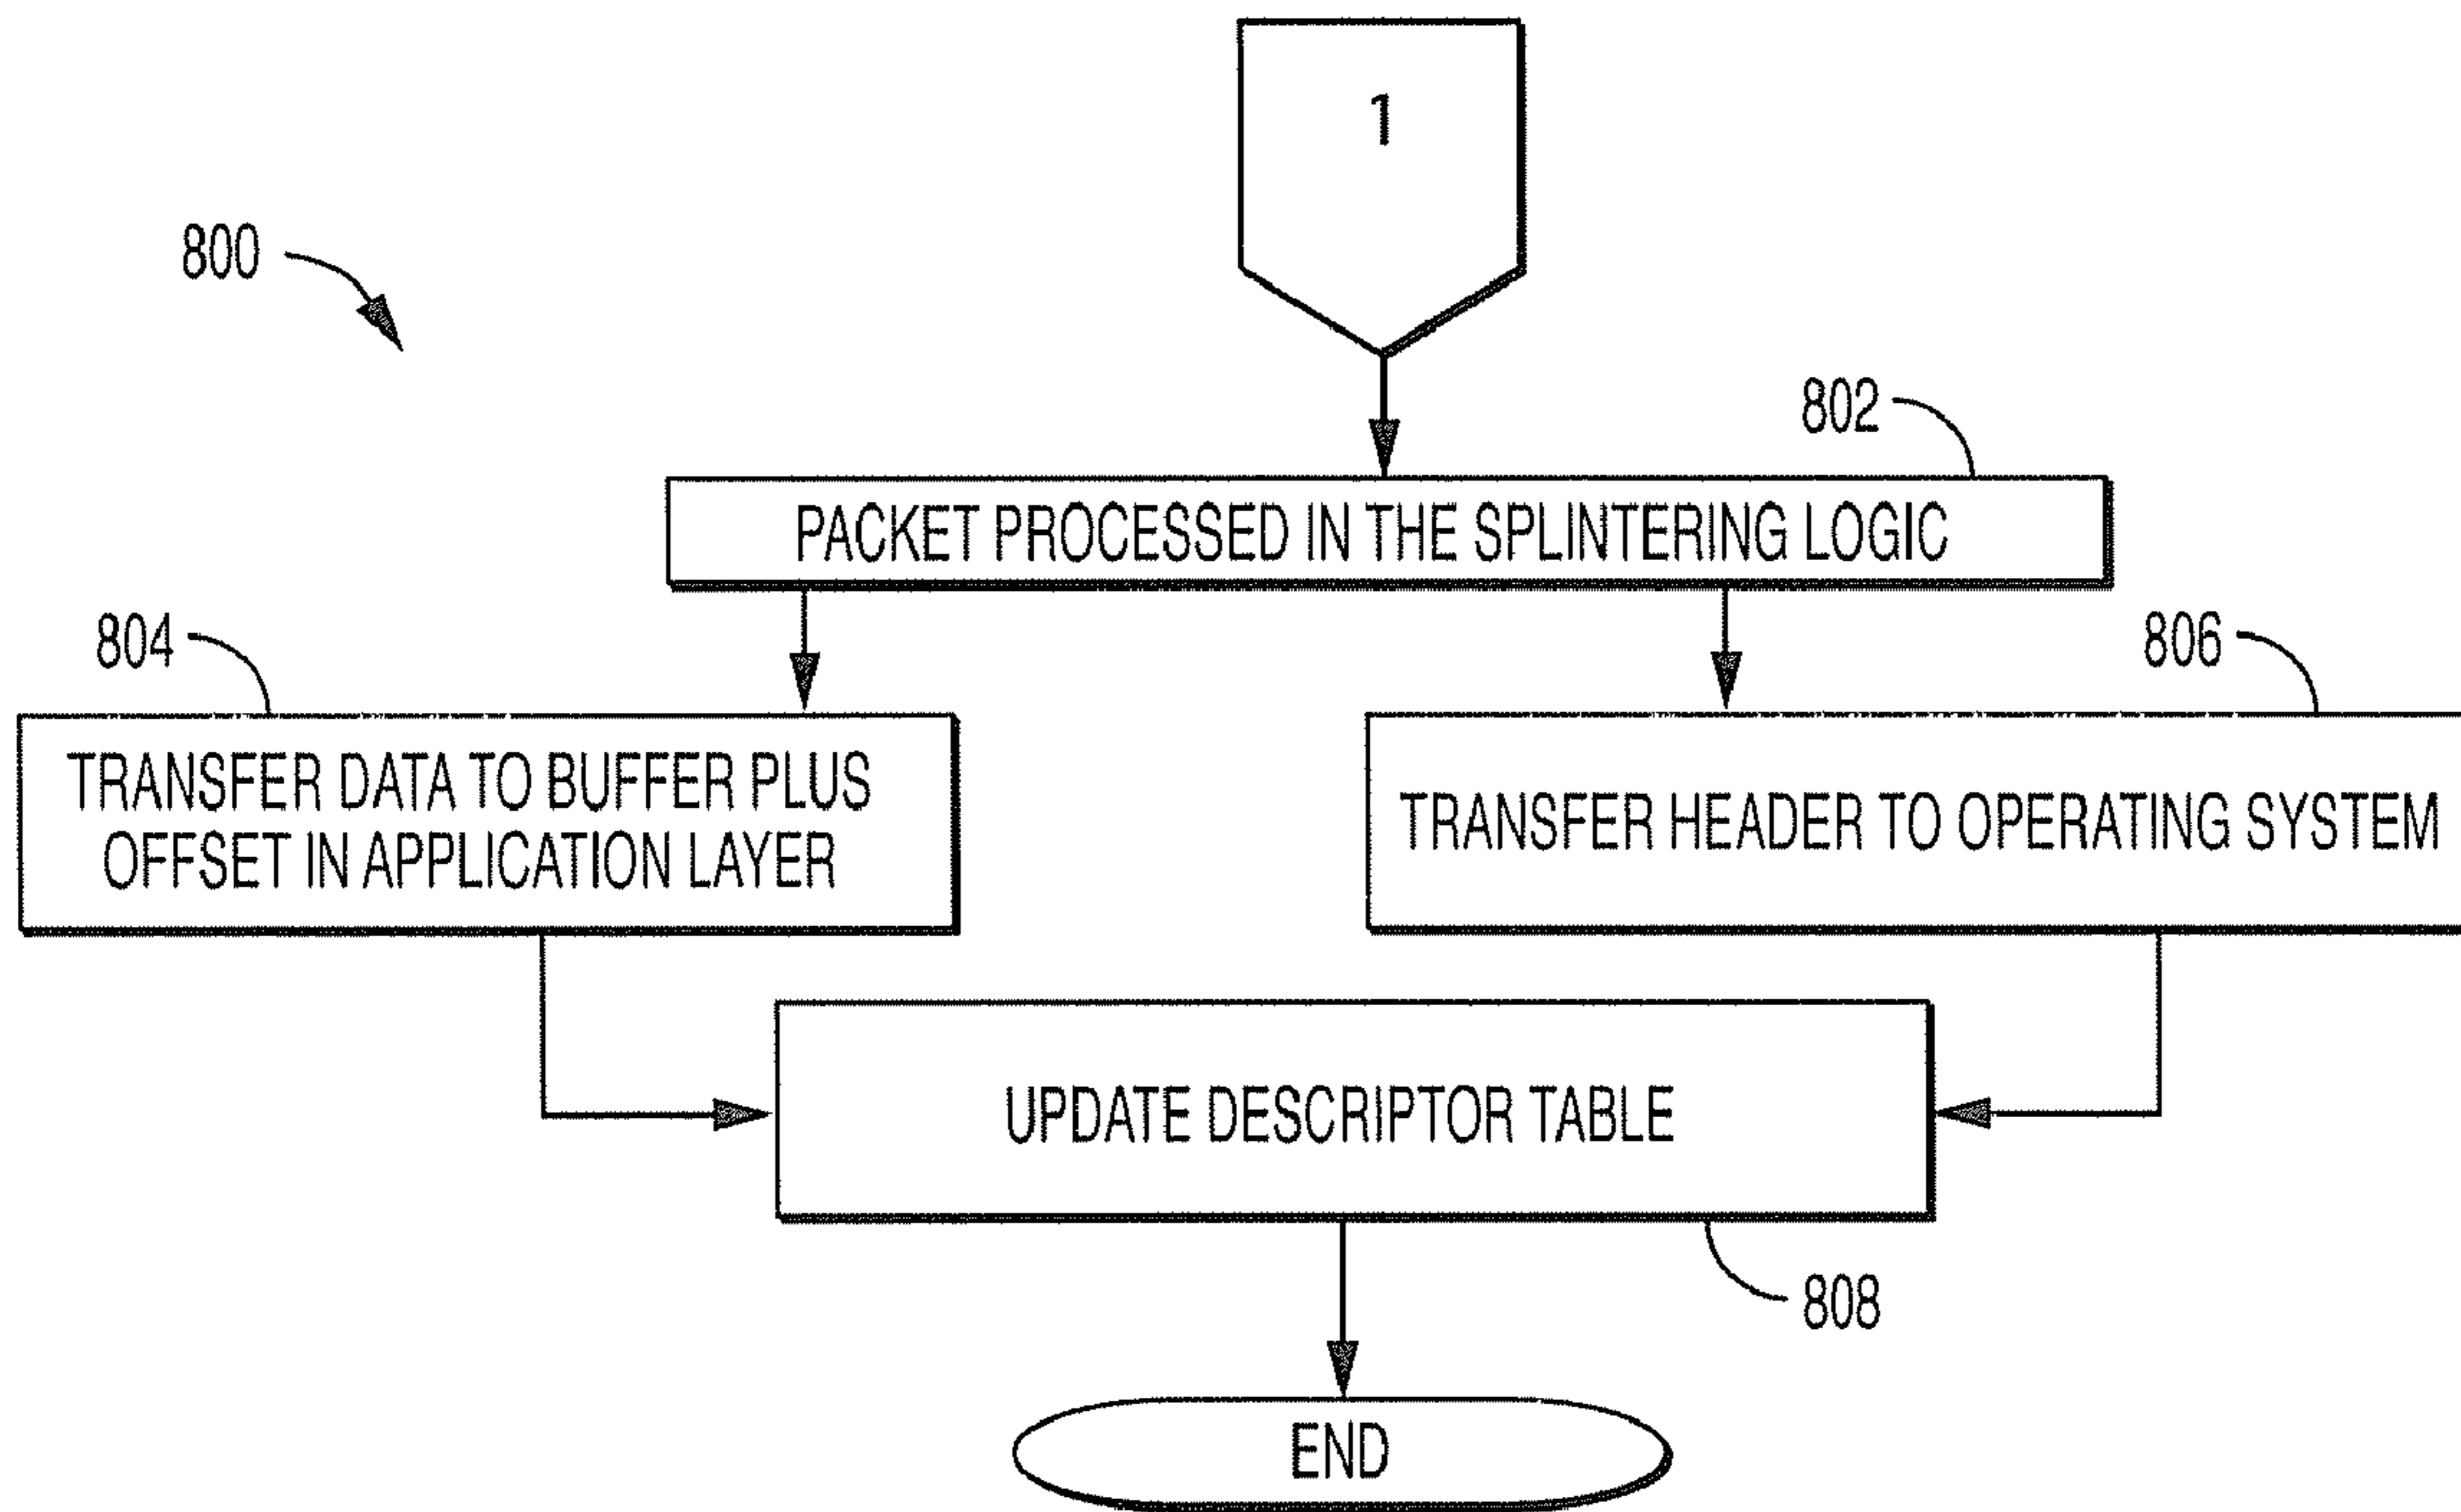 1
800
802
PACKET PROCESSED IN THE SPLINTERING LOGIC
804
806
TRANSFER DATA TO BUFFER PLUS
OFFSET IN APPLICATION LAYER
TRANSFER HEADER TO OPERATING SYSTEM
UPDATE DESCRIPTOR TABLE
808
END